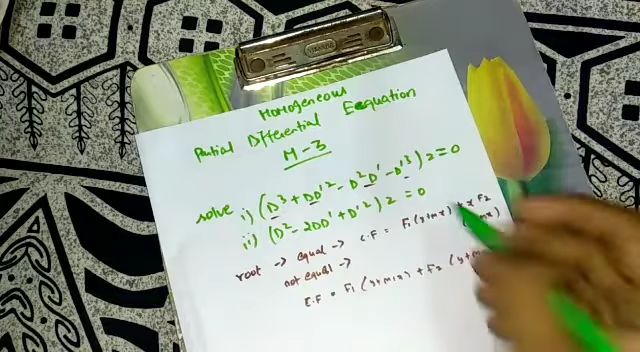 Homogeneous
Partial Differential Eequation
M-3
solve i) (D³ + DD'² - D²D' - D'³) z = 0
ii) (D² - 2DD' + D'²) z = 0
root → equal → C.F = F₁(y+mx) + x F₂
not equal →
C.F = F₁(y+m₁x) + F₂(y+m